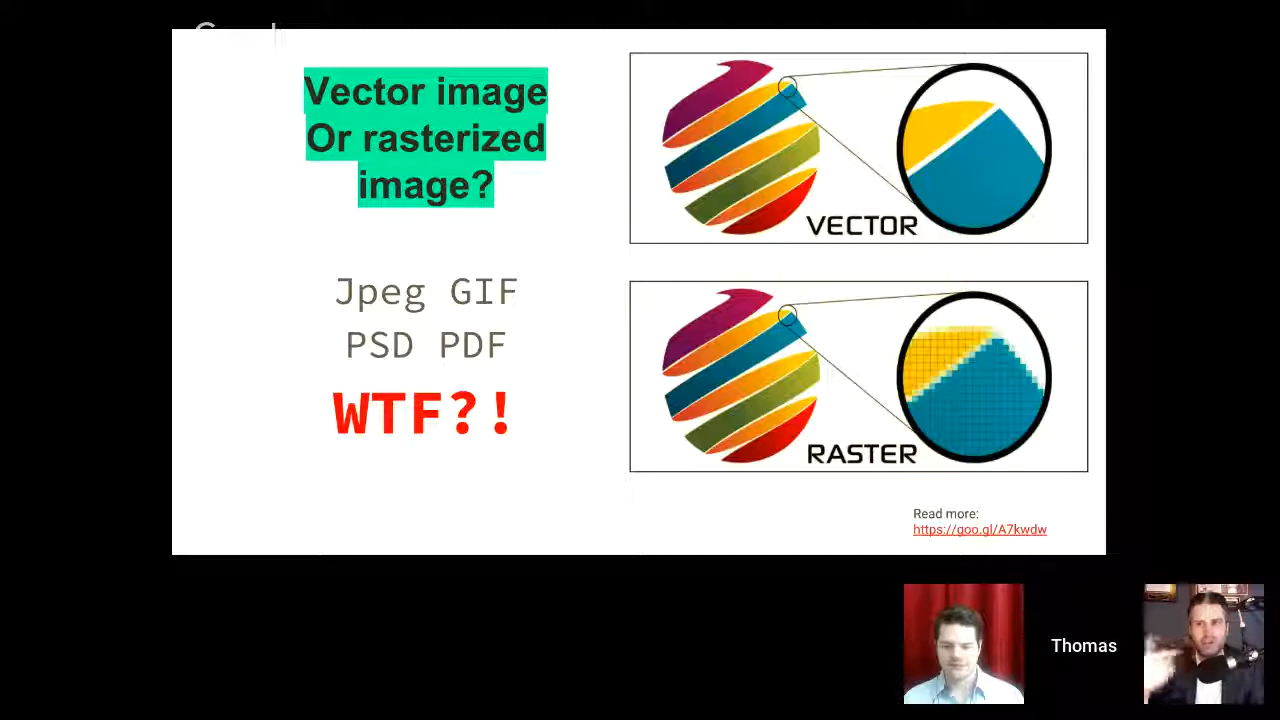 Vector image
Or rasterized
image?
Jpeg GIF
PSD PDF
WTF?!
VECTOR
RASTER
Read more:
https://goo.gl/A7kwdw
Thomas